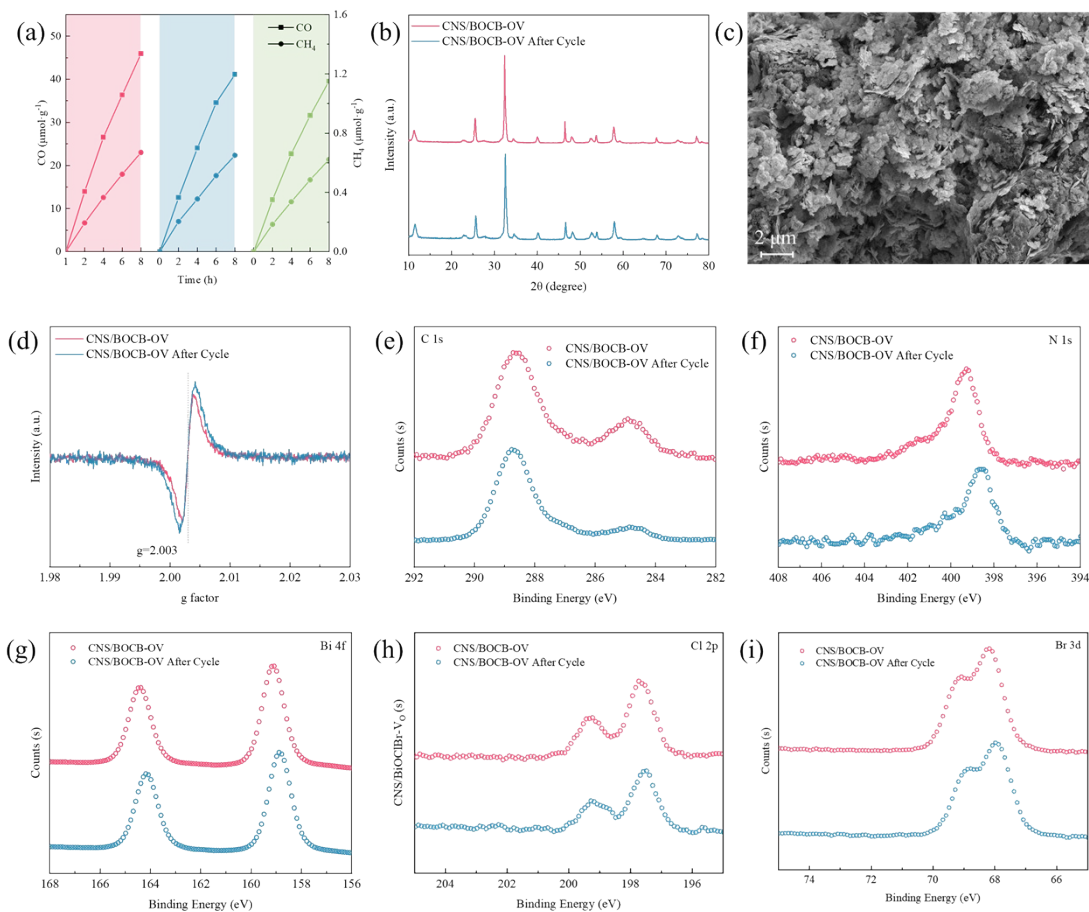 (a)
CO
CH4
CO (μmol·g-1)
50
40
30
20
10
0
1 2 4 6 8 0 2 4 6 8 0 2 4 6 8
Time (h)
1.6
1.2
0.8
0.4
0.0
CH4 (μmol·g-1)
(b)
CNS/BOCB-OV
CNS/BOCB-OV After Cycle
Intensity (a.u.)
10 20 30 40 50 60 70 80
2θ (degree)
(c)
2 μm
(d)
CNS/BOCB-OV
CNS/BOCB-OV After Cycle
Intensity (a.u.)
g=2.003
1.98 1.99 2.00 2.01 2.02 2.03
g factor
(e)
C 1s
CNS/BOCB-OV
CNS/BOCB-OV After Cycle
Counts (s)
292 290 288 286 284 282
Binding Energy (eV)
(f)
N 1s
CNS/BOCB-OV
CNS/BOCB-OV After Cycle
Counts (s)
408 406 404 402 400 398 396 394
Binding Energy (eV)
(g)
Bi 4f
CNS/BOCB-OV
CNS/BOCB-OV After Cycle
Counts (s)
168 166 164 162 160 158 156
Binding Energy (eV)
(h)
Cl 2p
CNS/BOCB-OV
CNS/BOCB-OV After Cycle
CNS/BiOClBr-VO (s)
204 202 200 198 196
Binding Energy (eV)
(i)
Br 3d
CNS/BOCB-OV
CNS/BOCB-OV After Cycle
Counts (s)
74 72 70 68 66
Binding Energy (eV)